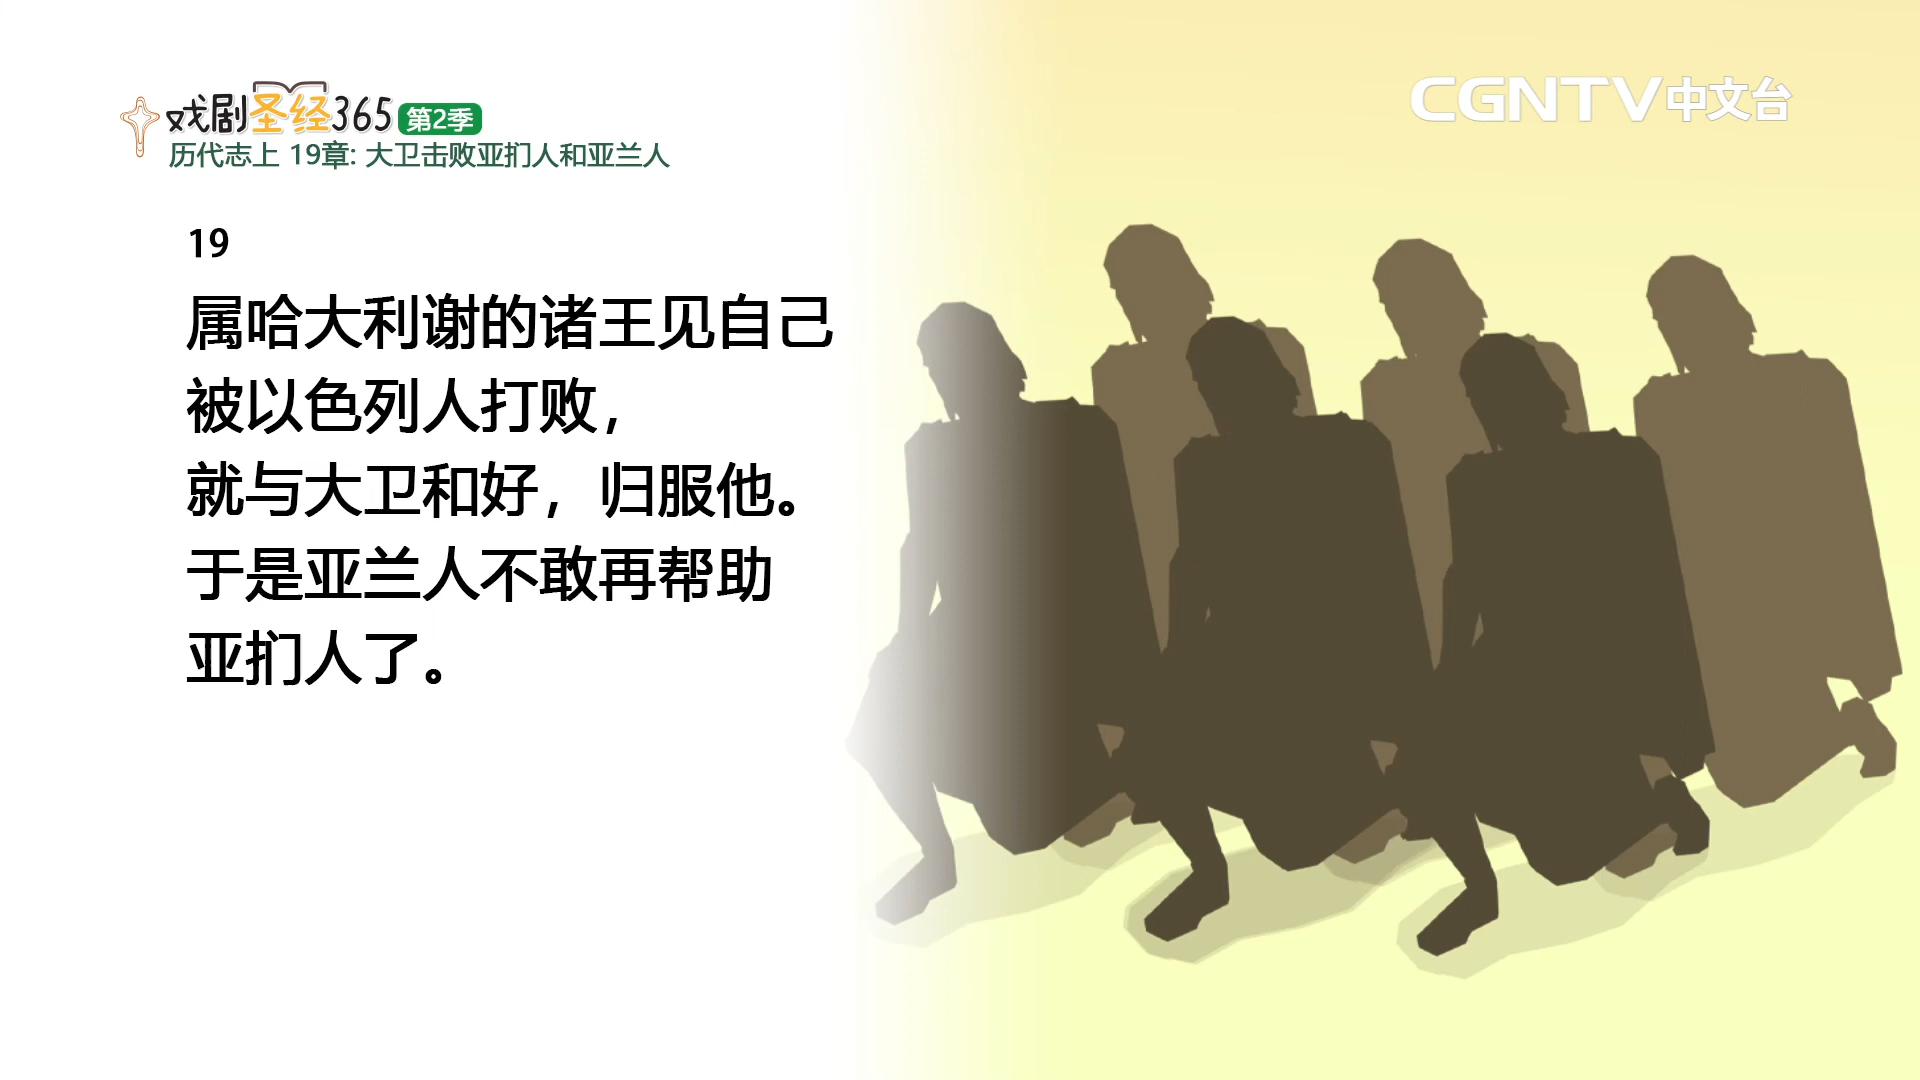 戏剧圣经365 第2季
CGNTV中文台
历代志上 19章: 大卫击败亚扪人和亚兰人
19
属哈大利谢的诸王见自己
被以色列人打败，
就与大卫和好，归服他。
于是亚兰人不敢再帮助
亚扪人了。